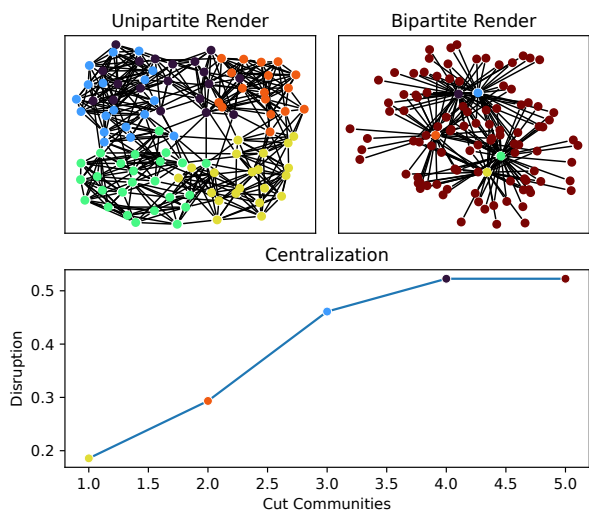 Unipartite Render
Bipartite Render
Centralization
0.5
0.4
0.3
0.2
Disruption
1.0 1.5 2.0 2.5 3.0 3.5 4.0 4.5 5.0
Cut Communities